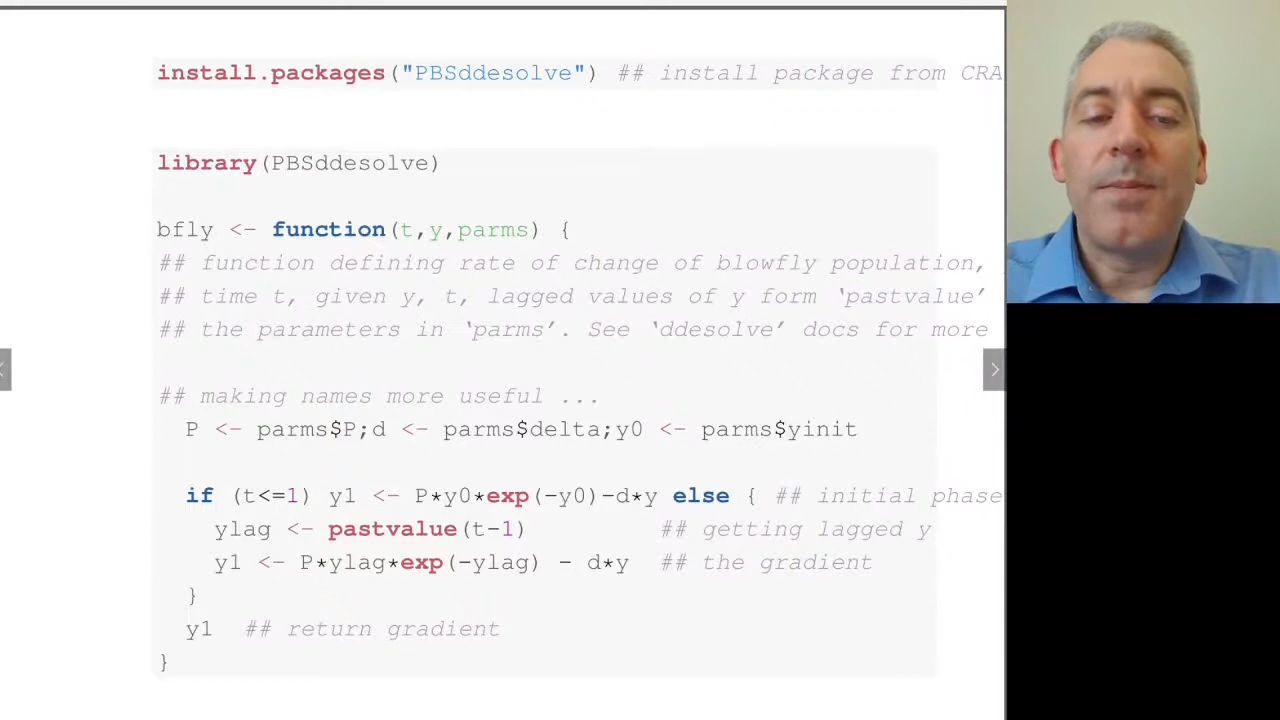 install.packages("PBSddesolve") ## install package from CRA
library(PBSddesolve)
bfly <- function(t,y,parms) {
## function defining rate of change of blowfly population,
## time t, given y, t, lagged values of y form ‘pastvalue’
## the parameters in ‘parms’. See ‘ddesolve’ docs for more
## making names more useful ...
P <- parms$P;d <- parms$delta;y0 <- parms$yinit
if (t<=1) y1 <- P*y0*exp(-y0)-d*y else { ## initial phase
ylag <- pastvalue(t-1) ## getting lagged y
y1 <- P*ylag*exp(-ylag) - d*y ## the gradient
}
y1 ## return gradient
}